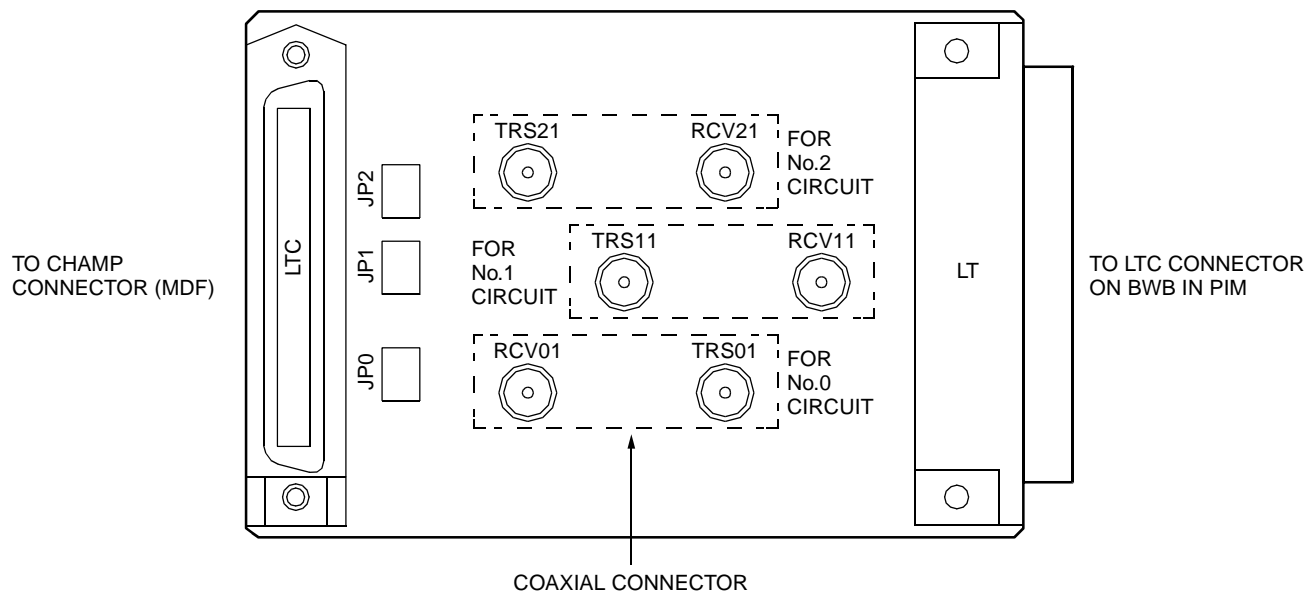 TRS21
RCV21
FOR
No.2
CIRCUIT
JP2
TO CHAMP
CONNECTOR (MDF)
LTC
JP1
FOR
No.1
CIRCUIT
TRS11
RCV11
LT
TO LTC CONNECTOR
ON BWB IN PIM
JP0
RCV01
TRS01
FOR
No.0
CIRCUIT
COAXIAL CONNECTOR